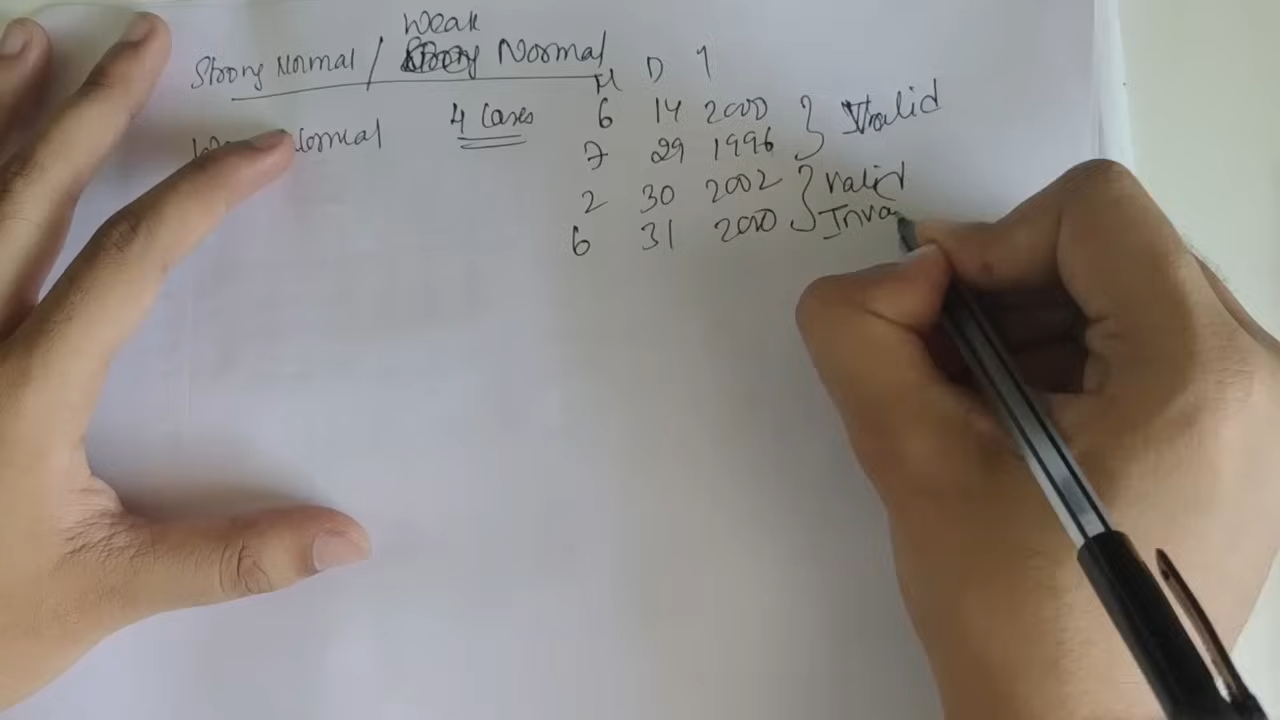 Strong Normal / Weak Normal
M D Y
Normal 4 Cases 6 14 2000 Valid
7 29 1996
2 30 2002 Valid
6 31 2000 Inva